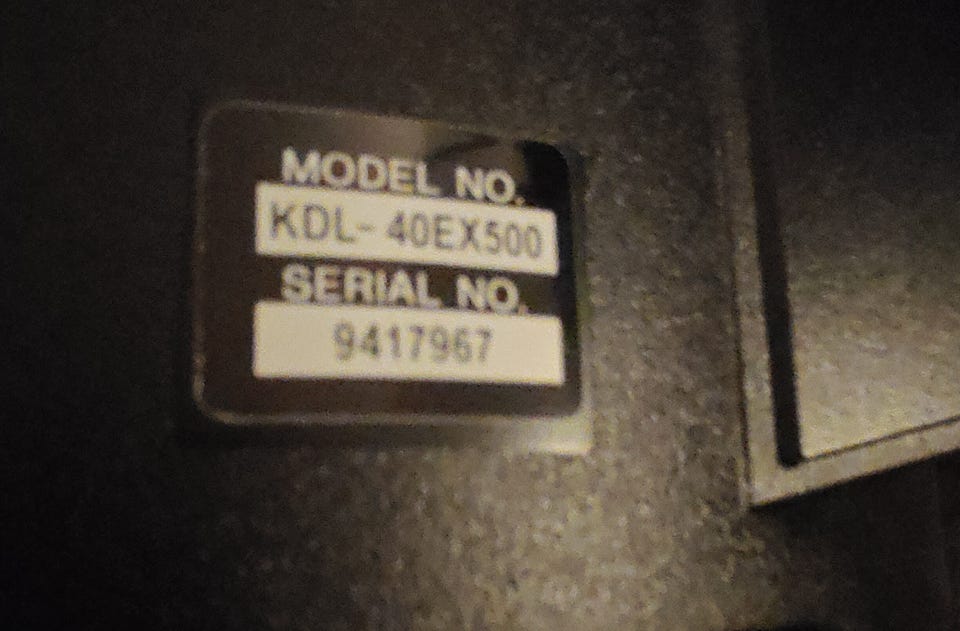 MODEL NO.
KDL- 40EX500
SERIAL NO.
9417967